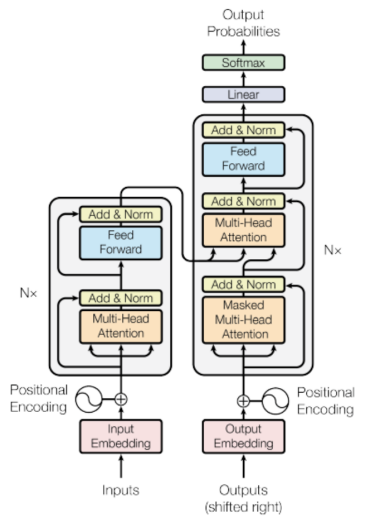 Output
Probabilities
Softmax
Linear
Add & Norm
Feed
Forward
Add & Norm
Multi-Head
Attention
Add & Norm
Masked
Multi-Head
Attention
N×
Add & Norm
Feed
Forward
Add & Norm
Multi-Head
Attention
N×
Positional
Encoding
Positional
Encoding
Input
Embedding
Output
Embedding
Inputs
Outputs
(shifted right)